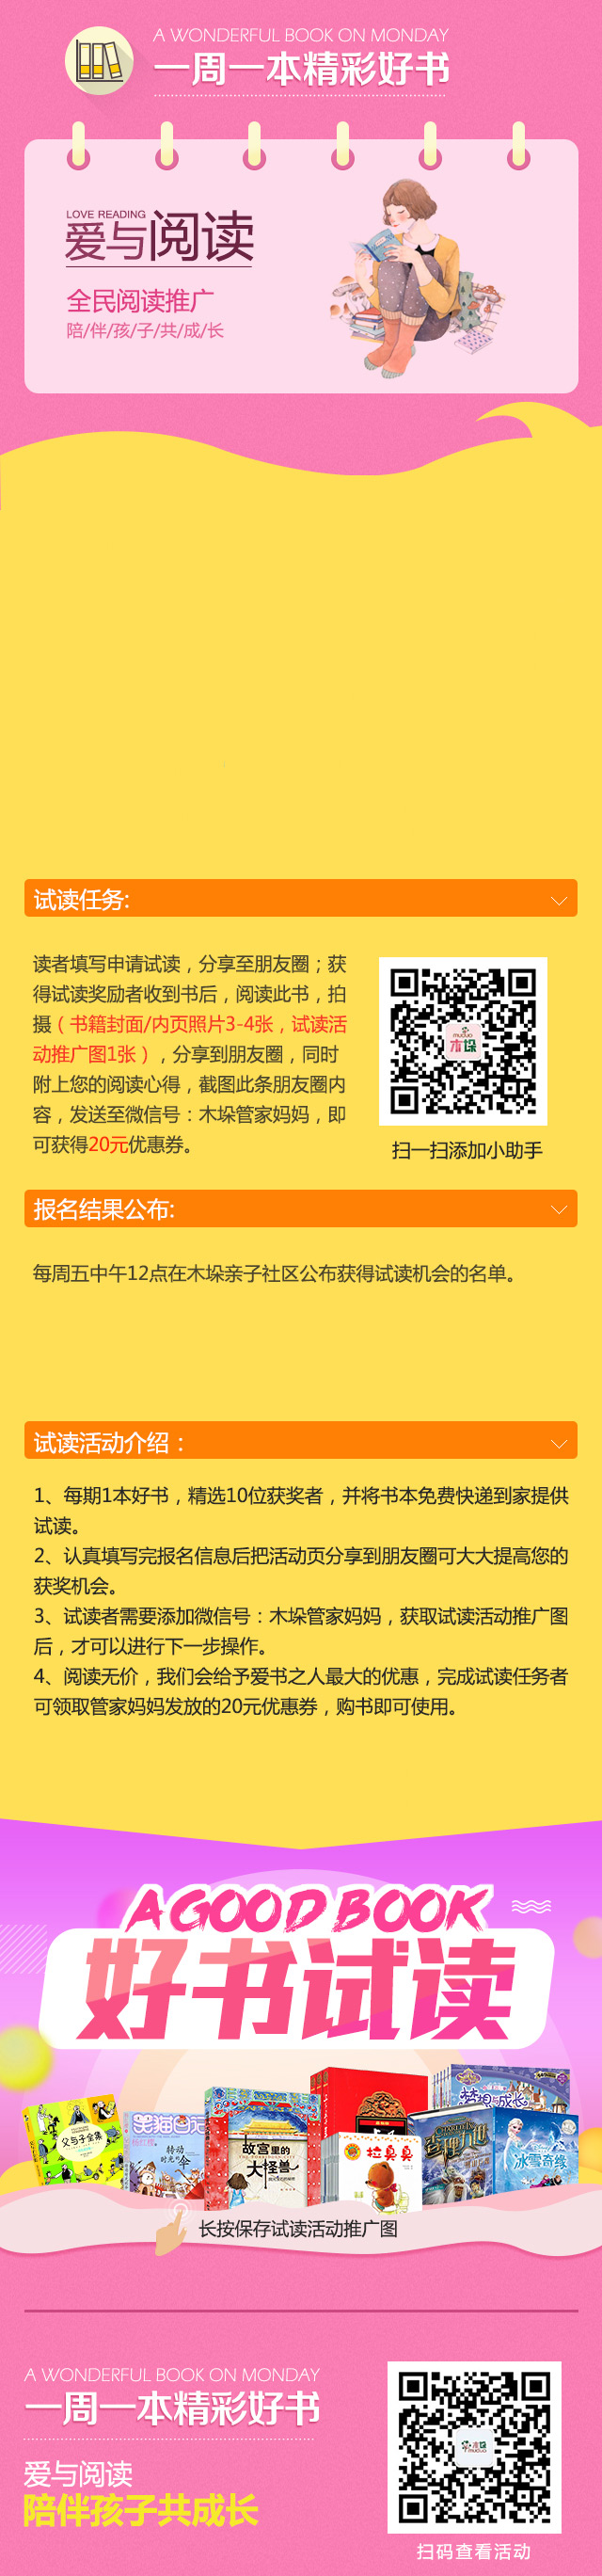 A WONDERFUL BOOK ON MONDAY
一周一本精彩好书
LOVE READING
爱与阅读
全民阅读推广
陪/伴/孩/子/共/成/长
试读任务:
读者填写申请试读，分享至朋友圈；获
得试读奖励者收到书后，阅读此书，拍
摄（书籍封面/内页照片3-4张，试读活
动推广图1张），分享到朋友圈，同时
附上您的阅读心得，截图此条朋友圈内
容，发送至微信号：木垛管家妈妈，即
可获得20元优惠券。
muduo
木垛
扫一扫添加小助手
报名结果公布:
每周五中午12点在木垛亲子社区公布获得试读机会的名单。
试读活动介绍：
1、每期1本好书，精选10位获奖者，并将书本免费快递到家提供
试读。
2、认真填写完报名信息后把活动页分享到朋友圈可大大提高您的
获奖机会。
3、试读者需要添加微信号：木垛管家妈妈，获取试读活动推广图
后，才可以进行下一步操作。
4、阅读无价，我们会给予爱书之人最大的优惠，完成试读任务者
可领取管家妈妈发放的20元优惠券，购书即可使用。
A GOOD BOOK
好书试读
父与子全集
笑猫日记
转动
时光的
伞
故宫里的
大怪兽
拉臭臭
梦想与成长
查理九世
冰雪奇缘
长按保存试读活动推广图
A WONDERFUL BOOK ON MONDAY
一周一本精彩好书
爱与阅读
陪伴孩子共成长
木垛
muduo
扫码查看活动